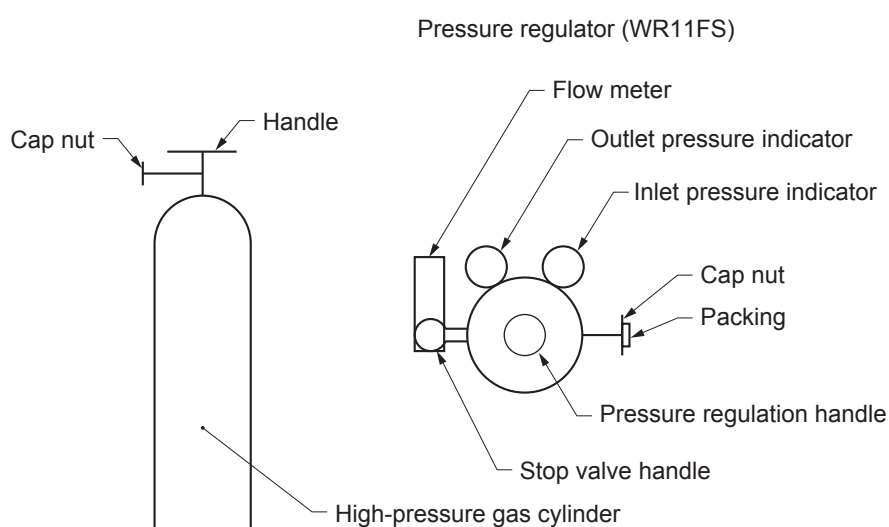 Pressure regulator (WR11FS)
Flow meter
Handle
Cap nut
Outlet pressure indicator
Inlet pressure indicator
Cap nut
Packing
Pressure regulation handle
Stop valve handle
High-pressure gas cylinder